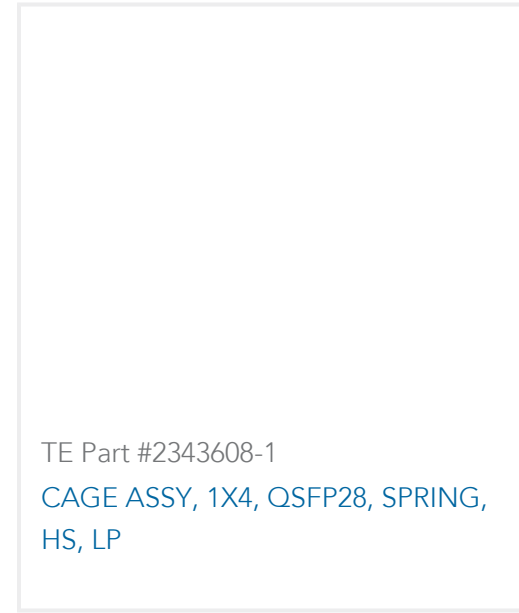 TE Part #2343608-1
CAGE ASSY, 1X4, QSFP28, SPRING,
HS, LP